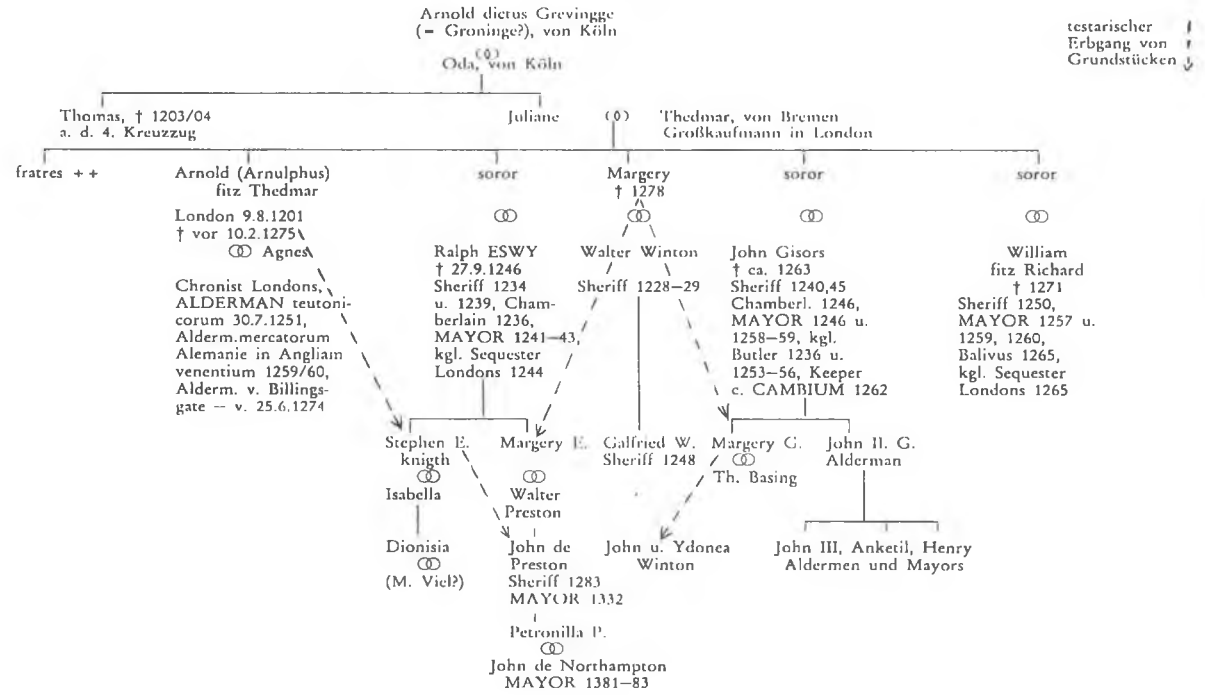 Arnold dictus Grevingge
(= Groninge?), von Köln
Oda, von Köln
testarischer
Erbgang von
Grundstücken
Thomas, † 1203/04
a. d. 4. Kreuzzug
Juliane
Thedmar, von Bremen
Großkaufmann in London
fratres ++
Arnold (Arnulphus)
fitz Thedmar
soror
Margery
† 1278
soror
soror
London 9.8.1201
† vor 10.2.1275
Agnes
Chronist Londons,
ALDERMAN teutoni-
corum 30.7.1251,
Alderm.mercatorum
Alemanie in Angliam
venentium 1259/60,
Alderm. v. Billings-
gate — v. 25.6.1274
Ralph ESWY
† 27.9.1246
Sheriff 1234
u. 1239, Cham-
berlain 1236,
MAYOR 1241—43,
kgl. Sequester
Londons 1244
Walter Winton
Sheriff 1228—29
John Gisors
† ca. 1263
Sheriff 1240,45
Chamberl. 1246,
MAYOR 1246 u.
1258—59, kgl.
Butler 1236 u.
1253—56, Keeper
c. CAMBIUM 1262
William
fitz Richard
† 1271
Sheriff 1250,
MAYOR 1257 u.
1259, 1260,
Balivus 1265,
kgl. Sequester
Londons 1265
Stephen E.
knigth
Isabella
Dionisia
(M. Viel?)
Margery E.
Walter
Preston
John de
Preston
Sheriff 1283
MAYOR 1332
Petronilla P.
John de Northampton
MAYOR 1381—83
Galfried W.
Sheriff 1248
Margery G.
Th. Basing
John u. Ydonea
Winton
John II. G.
Alderman
John III, Anketil, Henry
Aldermen und Mayors